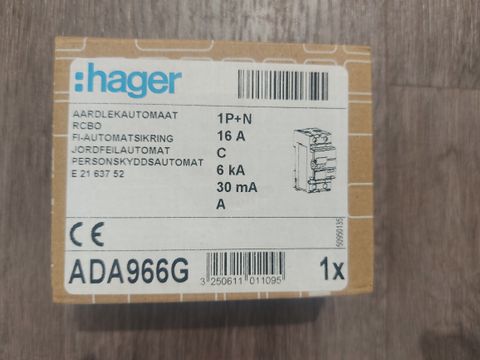 :hager
AARDLEKAUTOMAAT
RCBO
FI-AUTOMATSIKRING
JORDFEILAUTOMAT
PERSONSKYDDSAUTOMAT
E 21 637 52
1P+N
16 A
C
6 kA
30 mA
A
50950135
CE
ADA966G
3 250611 011095
1x